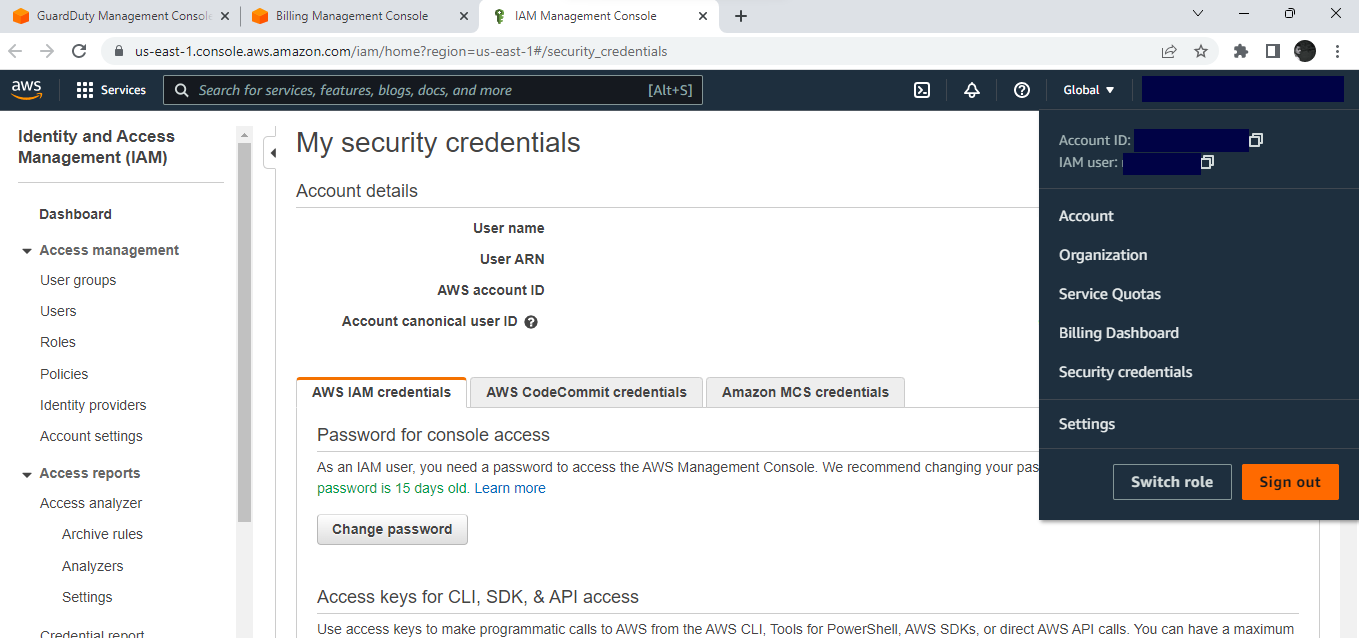 GuardDuty Management Consol
Billing Management Console
IAM Management Console
us-east-1.console.aws.amazon.com/iam/home?region=us-east-1#/security_credentials
aws
Services
Search for services, features, blogs, docs, and more
[Alt+S]
Global
Identity and Access
Management (IAM)
Dashboard
Access management
User groups
Users
Roles
Policies
Identity providers
Account settings
Access reports
Access analyzer
Archive rules
Analyzers
Settings
Credential report
My security credentials
Account details
User name
User ARN
AWS account ID
Account canonical user ID
AWS IAM credentials
AWS CodeCommit credentials
Amazon MCS credentials
Password for console access
As an IAM user, you need a password to access the AWS Management Console. We recommend changing your pas
password is 15 days old. Learn more
Change password
Access keys for CLI, SDK, & API access
Use access keys to make programmatic calls to AWS from the AWS CLI, Tools for PowerShell, AWS SDKs, or direct AWS API calls. You can have a maximum
Account ID:
IAM user:
Account
Organization
Service Quotas
Billing Dashboard
Security credentials
Settings
Switch role
Sign out